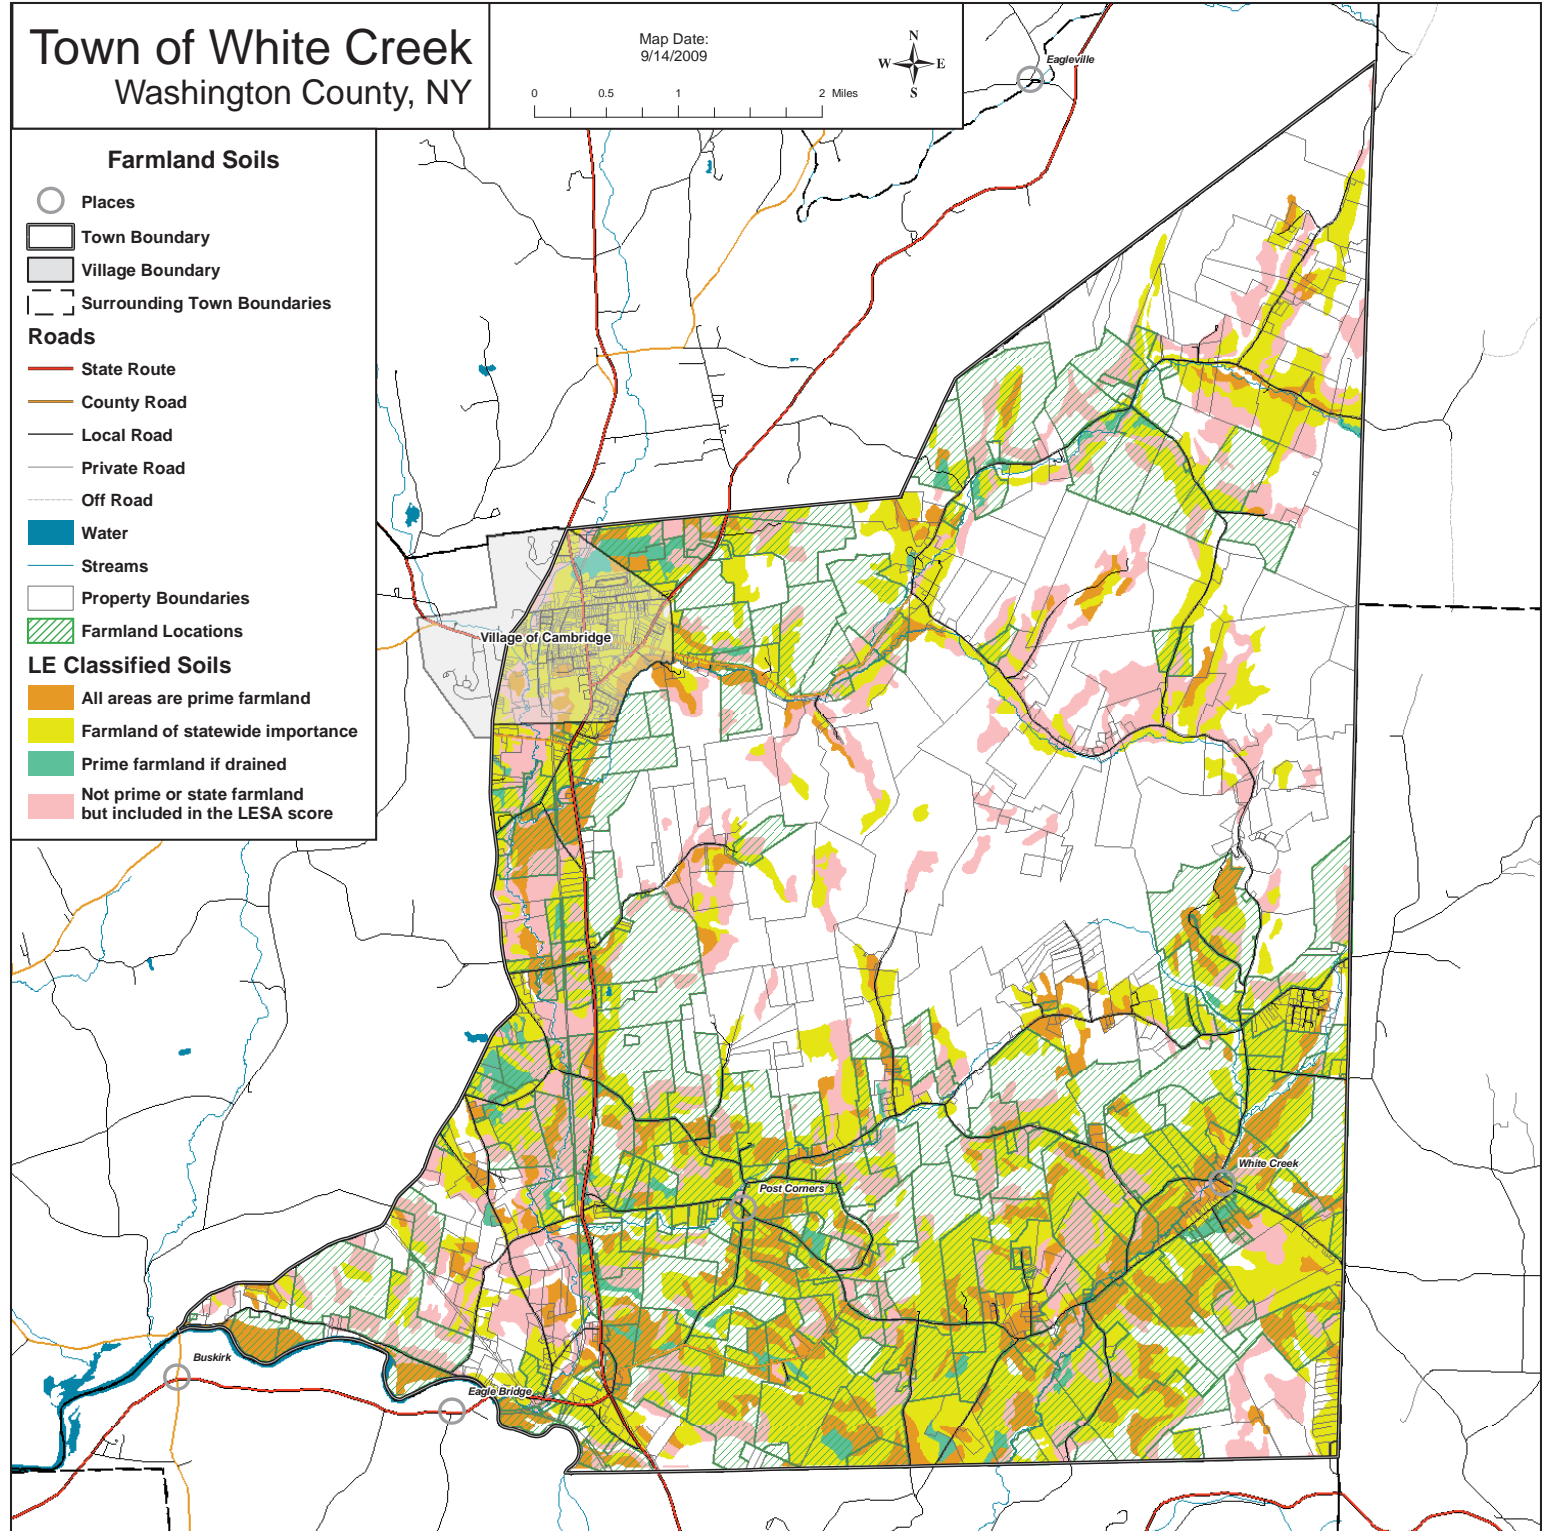 Town of White Creek
Washington County, NY
Map Date:
9/14/2009
0 0.5 1 2 Miles
N
W E
S
Farmland Soils
Places
Town Boundary
Village Boundary
Surrounding Town Boundaries
Roads
State Route
County Road
Local Road
Private Road
Off Road
Water
Streams
Property Boundaries
Farmland Locations
LE Classified Soils
All areas are prime farmland
Farmland of statewide importance
Prime farmland if drained
Not prime or state farmland
but included in the LESA score
Eagleville
Village of Cambridge
White Creek
Post Corners
Buskirk
Eagle Bridge